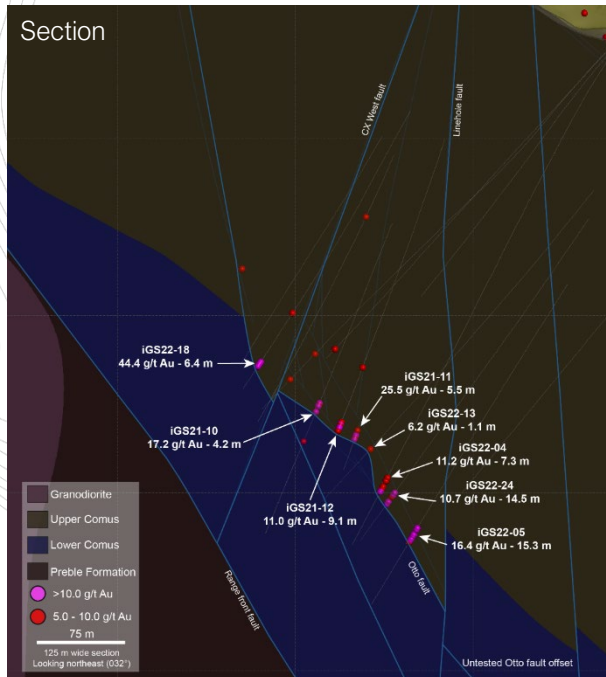 Section
CX West fault
Linehole fault
iGS22-18
44.4 g/t Au - 6.4 m
iGS21-11
25.5 g/t Au - 5.5 m
iGS22-13
6.2 g/t Au - 1.1 m
iGS21-10
17.2 g/t Au - 4.2 m
iGS22-04
11.2 g/t Au - 7.3 m
iGS22-24
10.7 g/t Au - 14.5 m
iGS21-12
11.0 g/t Au - 9.1 m
iGS22-05
16.4 g/t Au - 15.3 m
Otto fault
Range front fault
Granodiorite
Upper Comus
Lower Comus
Preble Formation
>10.0 g/t Au
5.0 - 10.0 g/t Au
75 m
125 m wide section
Looking northeast (032°)
Untested Otto fault offset